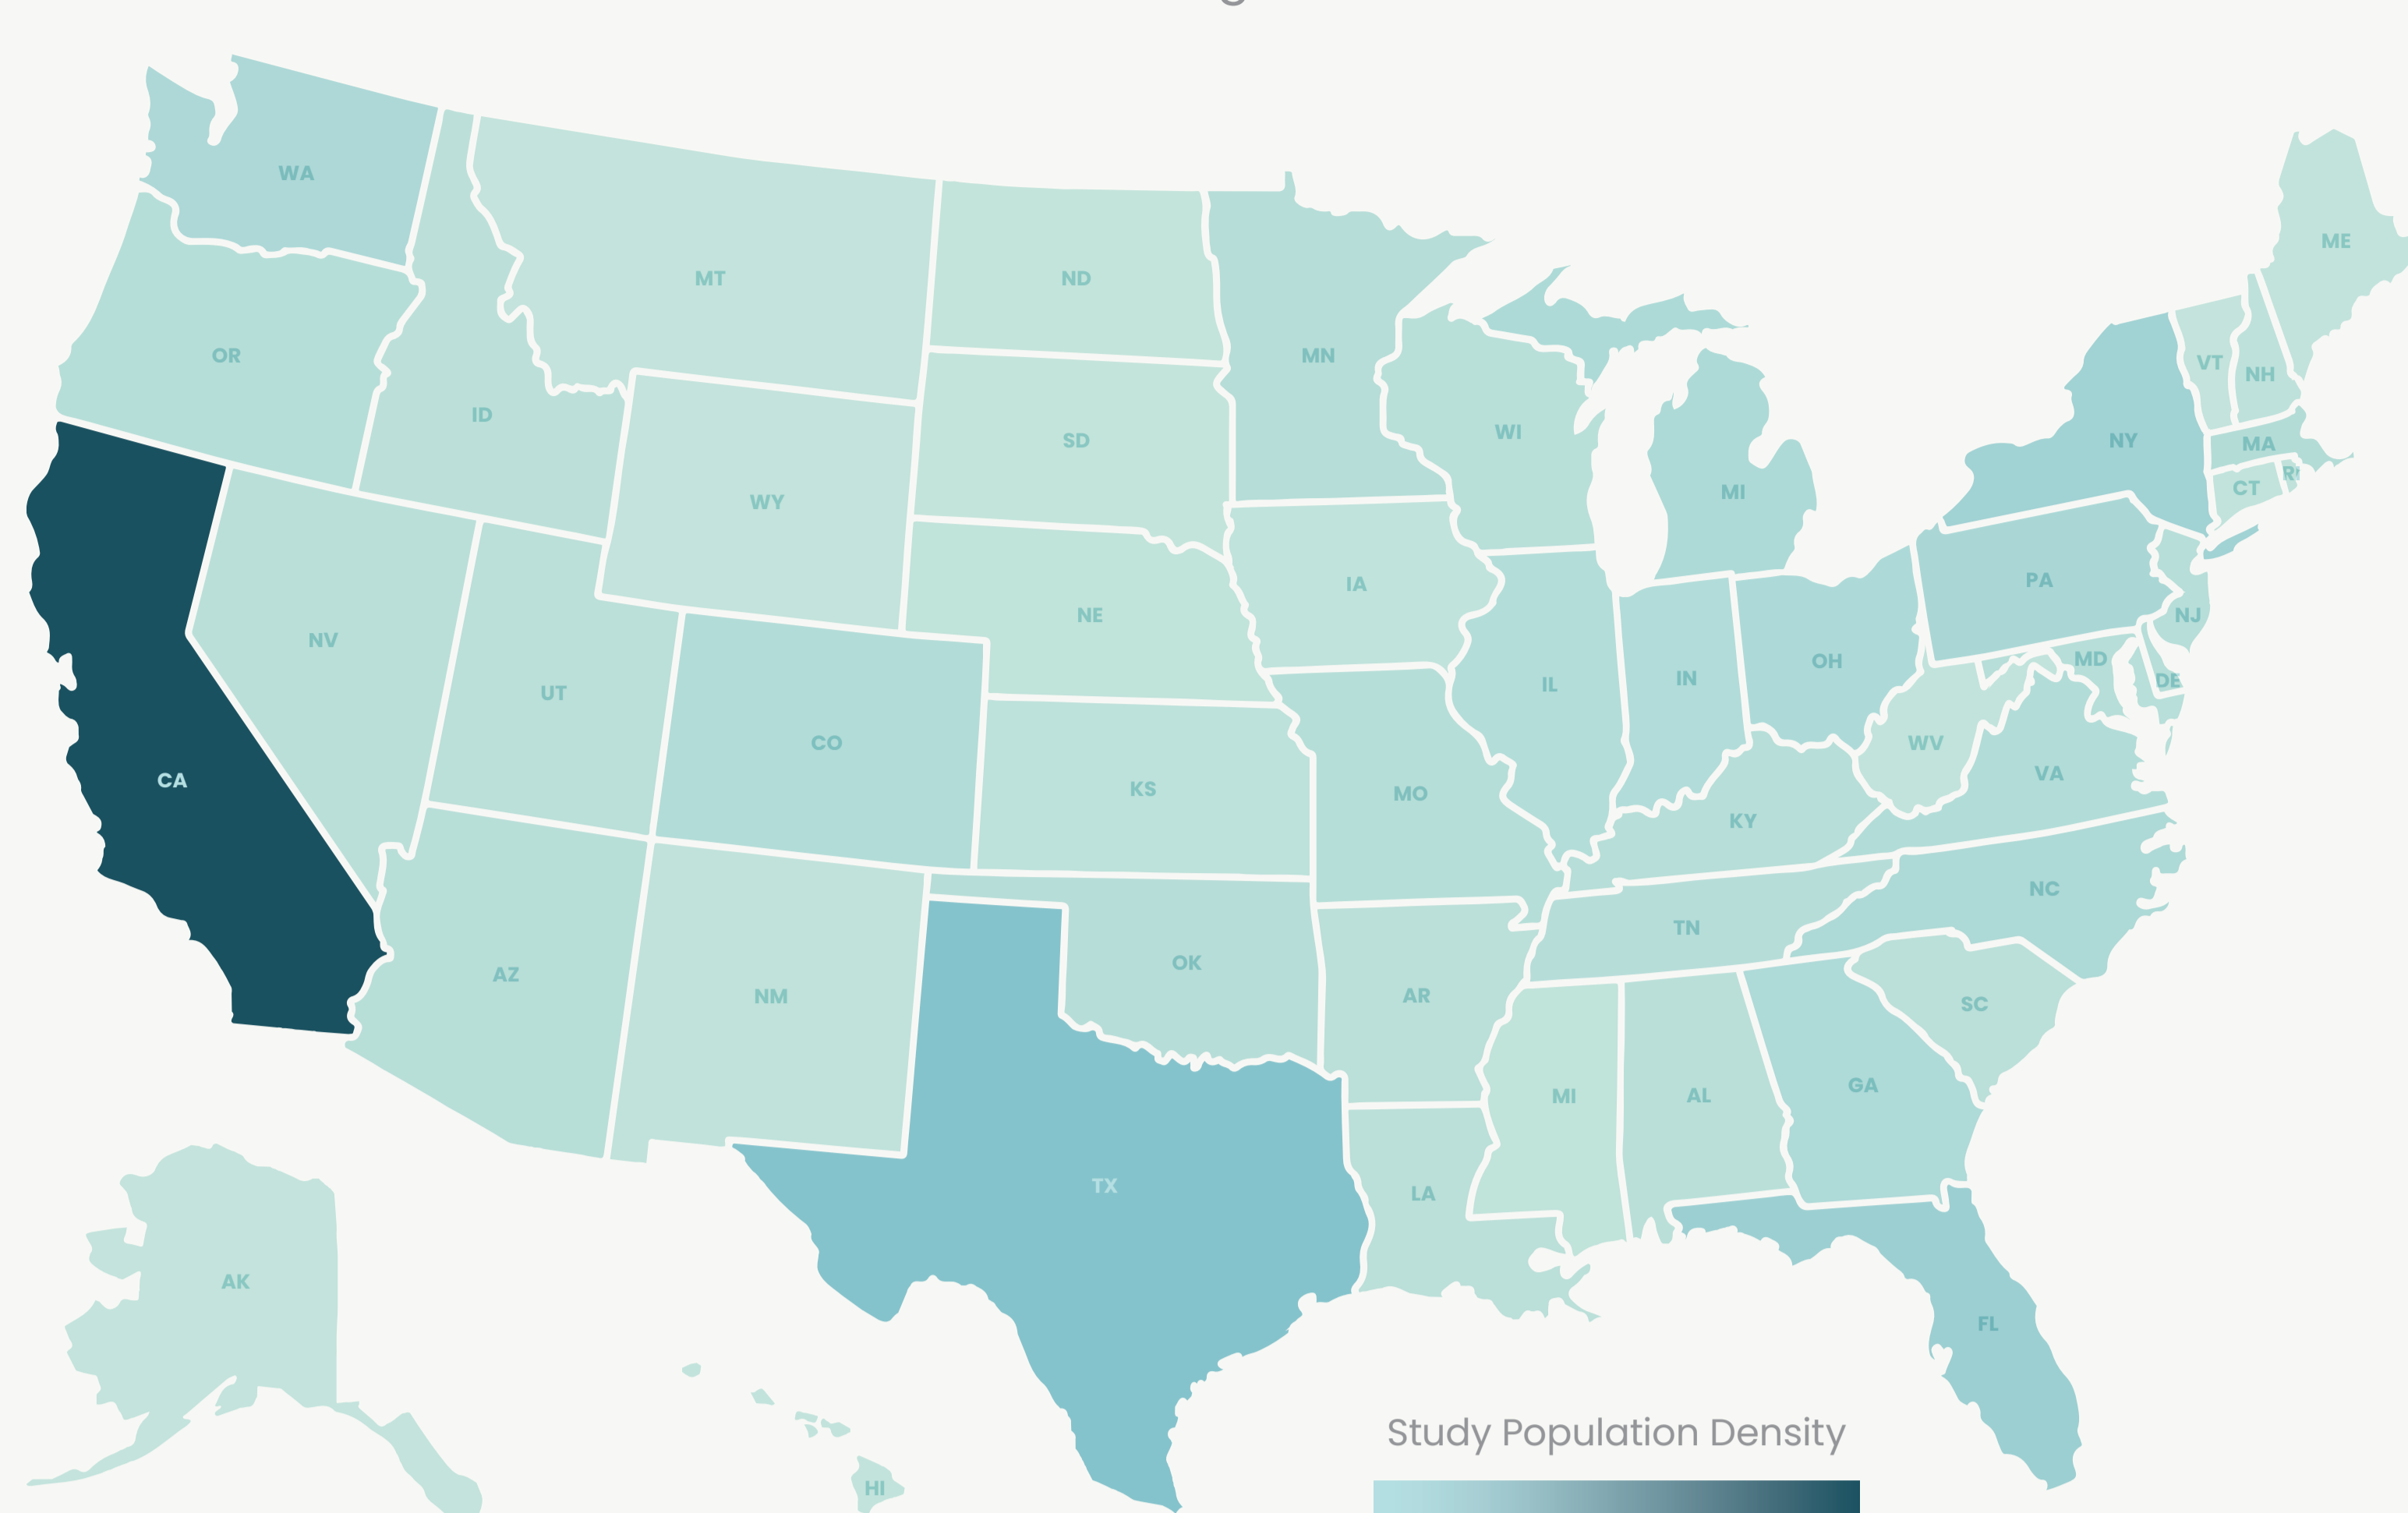 WA
MT
ND
ME
OR
MN
VT
NH
ID
WI
SD
NY
MA
WY
MI
CT
IA
PA
NE
NJ
NV
OH
MD
UT
IL
IN
DE
CO
WV
CA
KS
MO
VA
KY
NC
TN
OK
AZ
NM
AR
SC
GA
MI
AL
TX
LA
AK
FL
Study Population Density
HI